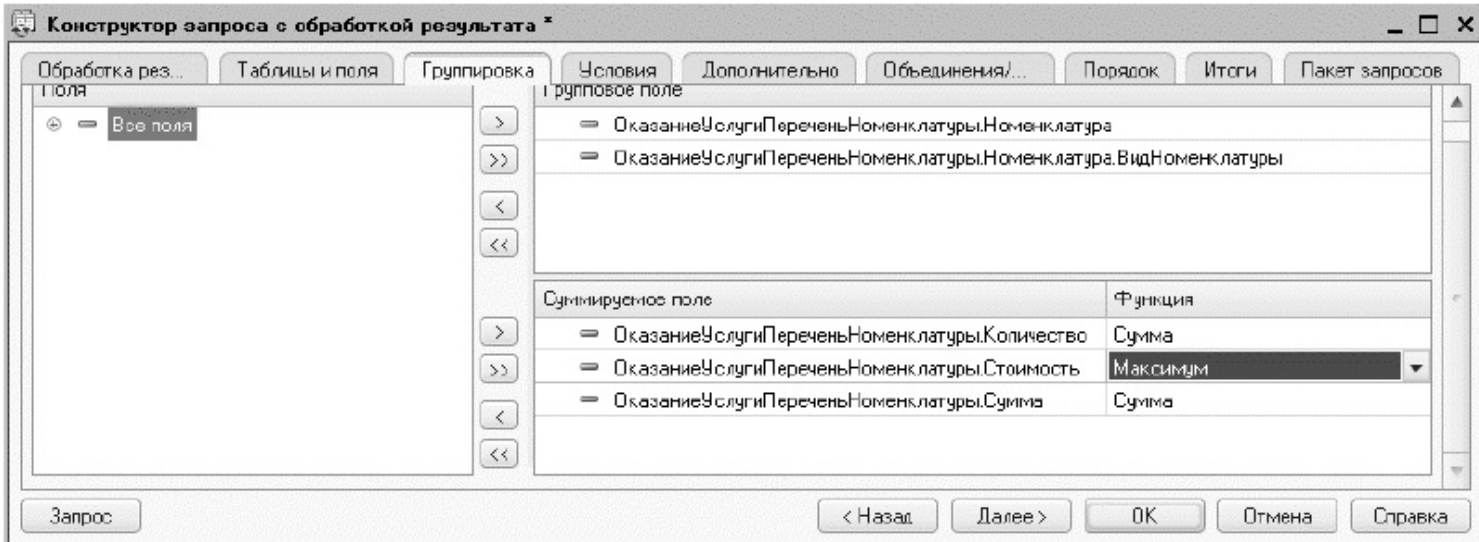 Конструктор запроса с обработкой результата *
Обработка рез... Таблицы и поля Группировка Условия Дополнительно Объединения/... Порядок Итоги Пакет запросов
Поля Групповое поле
Все поля > ОказаниеУслугиПереченьНоменклатуры.Номенклатура
>> ОказаниеУслугиПереченьНоменклатуры.Номенклатура.ВидНоменклатуры
<
<<
Суммируемое поле Функция
> ОказаниеУслугиПереченьНоменклатуры.Количество Сумма
>> ОказаниеУслугиПереченьНоменклатуры.Стоимость Максимум
< ОказаниеУслугиПереченьНоменклатуры.Сумма Сумма
<<
Запрос < Назад Далее > ОК Отмена Справка